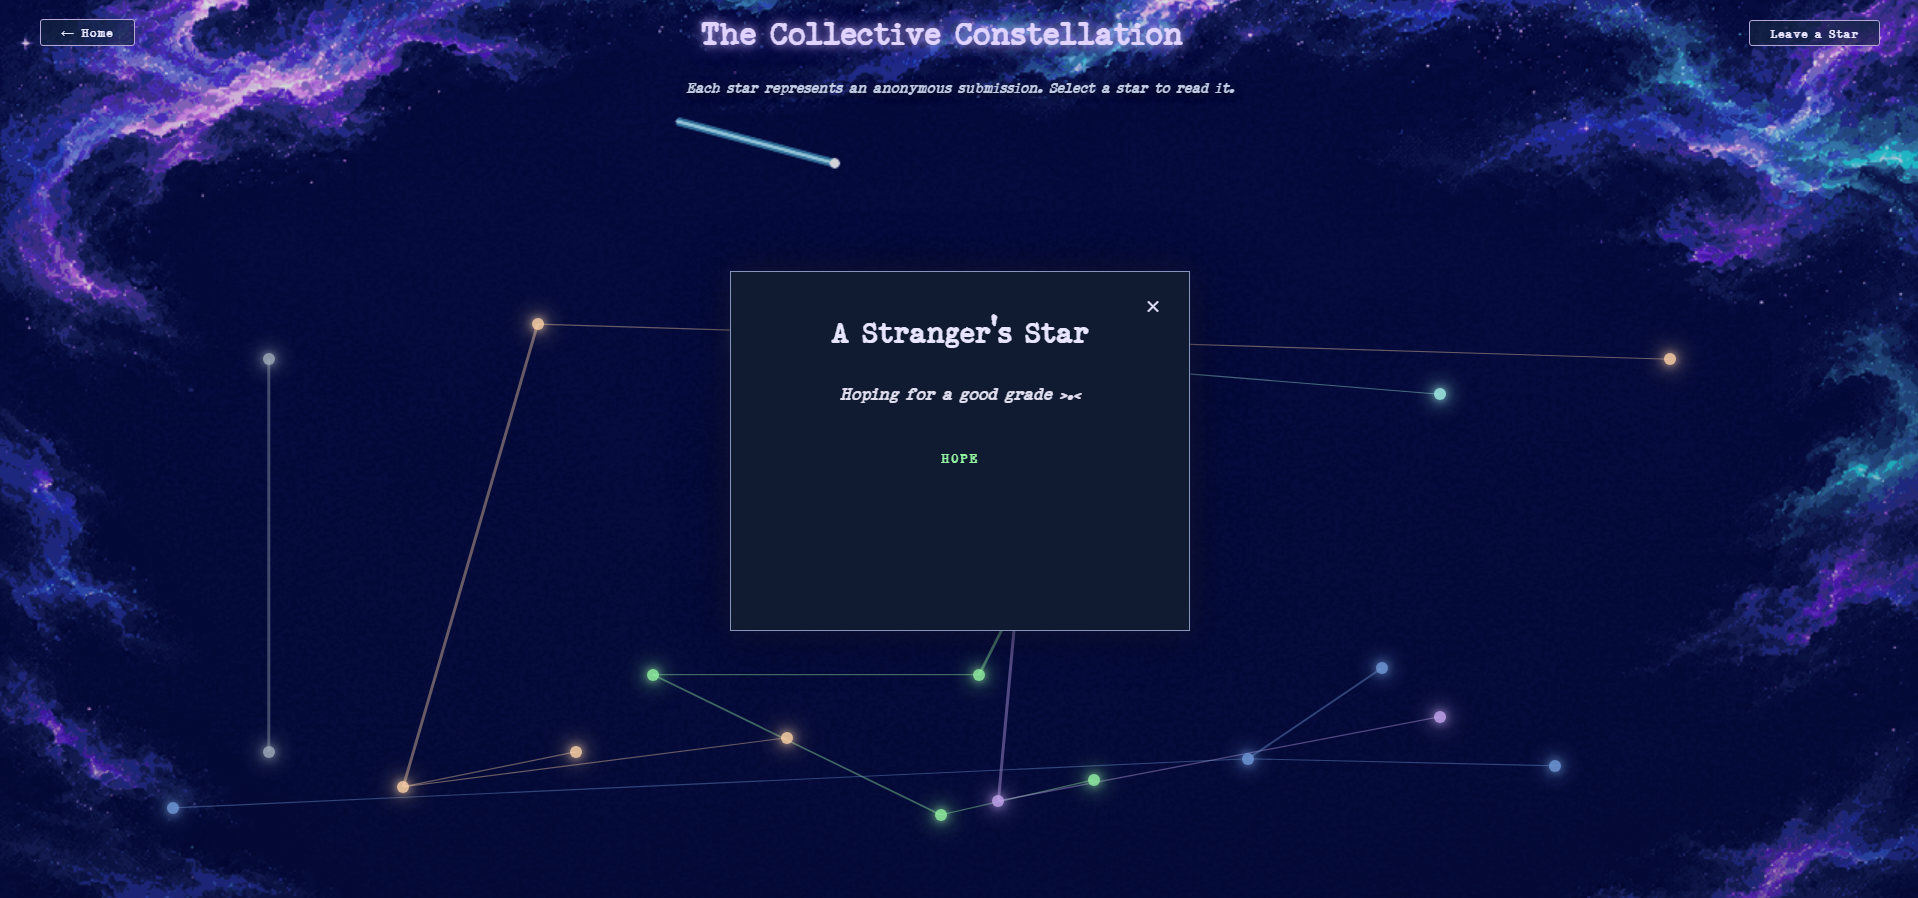 ← Home
The Collective Constellation
Leave a Star
Each star represents an anonymous submission. Select a star to read it.
×
A Stranger's Star
Hoping for a good grade >.<
HOPE